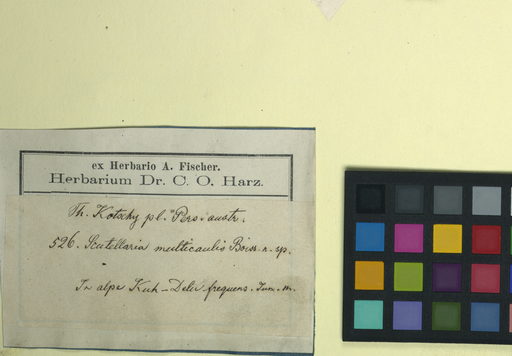 ex Herbario A. Fischer.
Herbarium Dr. C. O. Harz.
Th. Kotschy pl. Pers. austr.
526. Scutellaria multicaulis Boiss. n. sp.
In alpe Kuh-Delu frequens. Jun. m.